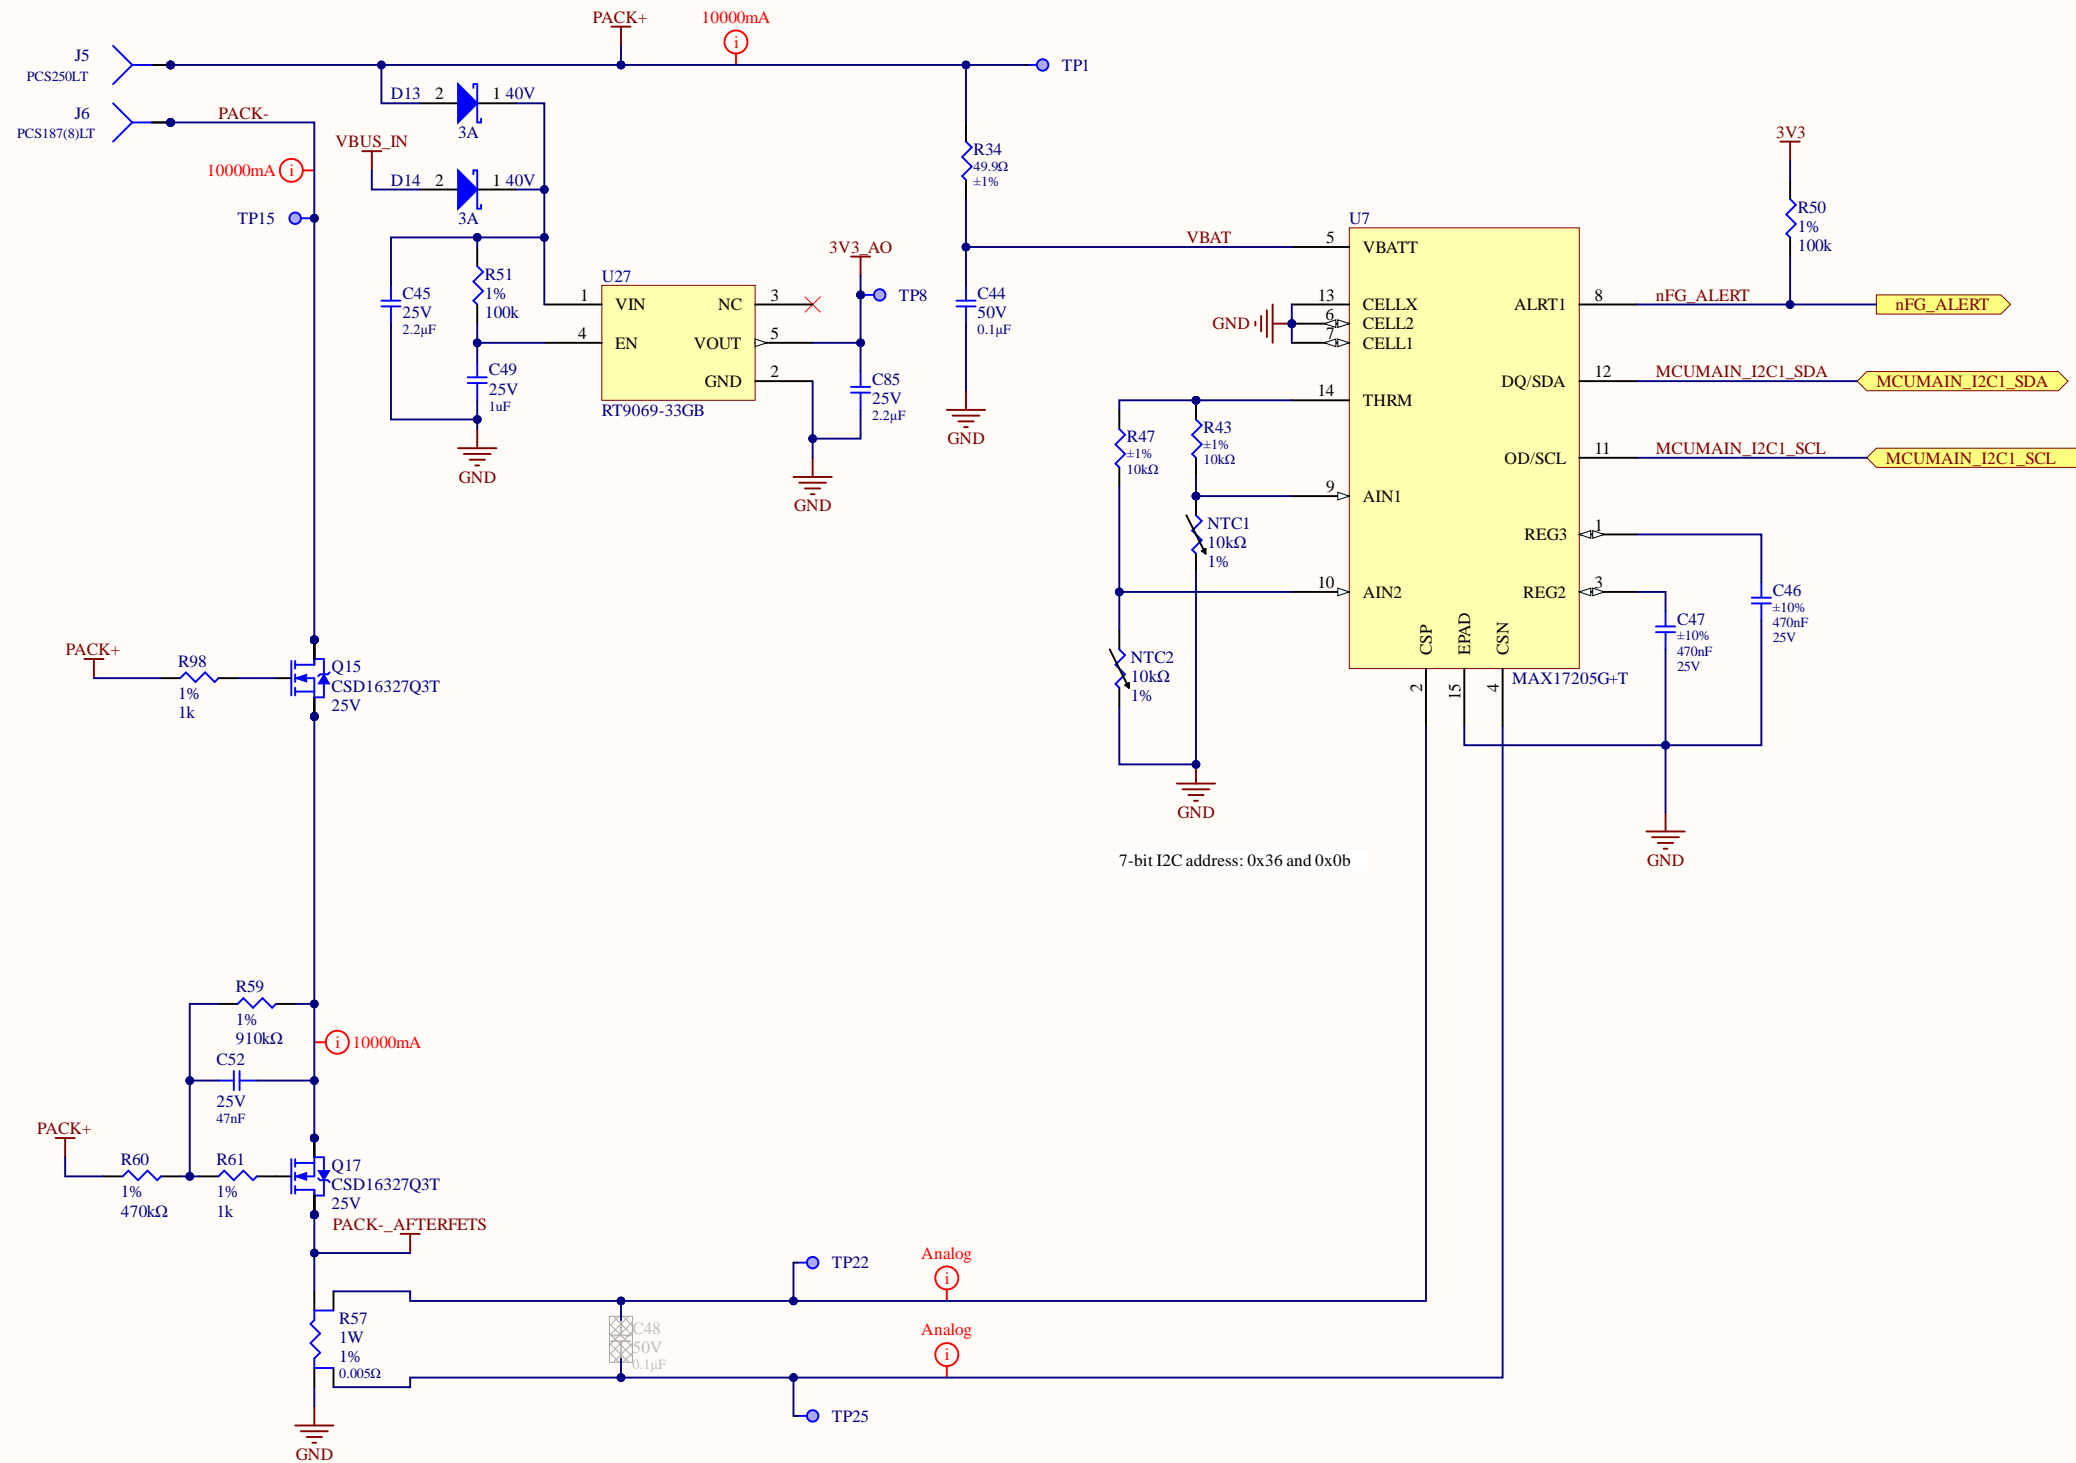 PACK+
10000mA
J5
PCS250LT
TP1
D13 2 1 40V
3A
J6
PCS187(8)LT
PACK-
VBUS_IN
D14 2 1 40V
3A
10000mA
TP15
R34
49.9Ω
±1%
3V3
R50
1%
100k
U7
VBAT
5
VBATT
3V3_AO
TP8
R51
1%
100k
C45
25V
2.2µF
U27
1
VIN
NC
3
4
EN
VOUT
5
GND
2
RT9069-33GB
C49
25V
1uF
GND
C85
25V
2.2µF
GND
C44
50V
0.1µF
GND
GND
13
CELLX
6
CELL2
7
CELL1
ALRT1
8
nFG_ALERT
nFG_ALERT
DQ/SDA
12
MCUMAIN_I2C1_SDA
MCUMAIN_I2C1_SDA
14
THRM
OD/SCL
11
MCUMAIN_I2C1_SCL
MCUMAIN_I2C1_SCL
R47
±1%
10kΩ
R43
±1%
10kΩ
9
AIN1
NTC1
10kΩ
1%
REG3
1
10
AIN2
REG2
3
C46
±10%
470nF
25V
C47
±10%
470nF
25V
CSP
EPAD
CSN
2
15
4
MAX17205G+T
NTC2
10kΩ
1%
GND
GND
7-bit I2C address: 0x36 and 0x0b
PACK+
R98
1%
1k
Q15
CSD16327Q3T
25V
R59
1%
910kΩ
10000mA
C52
25V
47nF
PACK+
R60
1%
470kΩ
R61
1%
1k
Q17
CSD16327Q3T
25V
PACK-_AFTERFETS
TP22
Analog
R57
1W
1%
0.005Ω
C48
50V
0.1µF
Analog
TP25
GND